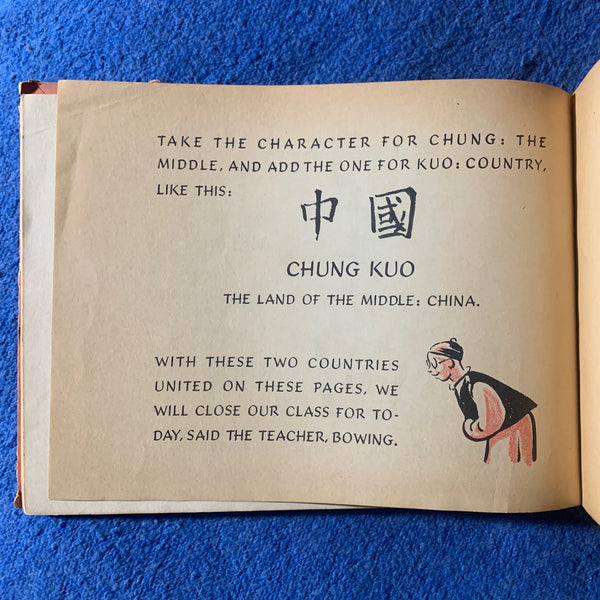 TAKE THE CHARACTER FOR CHUNG: THE
MIDDLE, AND ADD THE ONE FOR KUO: COUNTRY,
LIKE THIS:
中 國
CHUNG KUO
THE LAND OF THE MIDDLE: CHINA.
WITH THESE TWO COUNTRIES
UNITED ON THESE PAGES, WE
WILL CLOSE OUR CLASS FOR TO-
DAY, SAID THE TEACHER, BOWING.